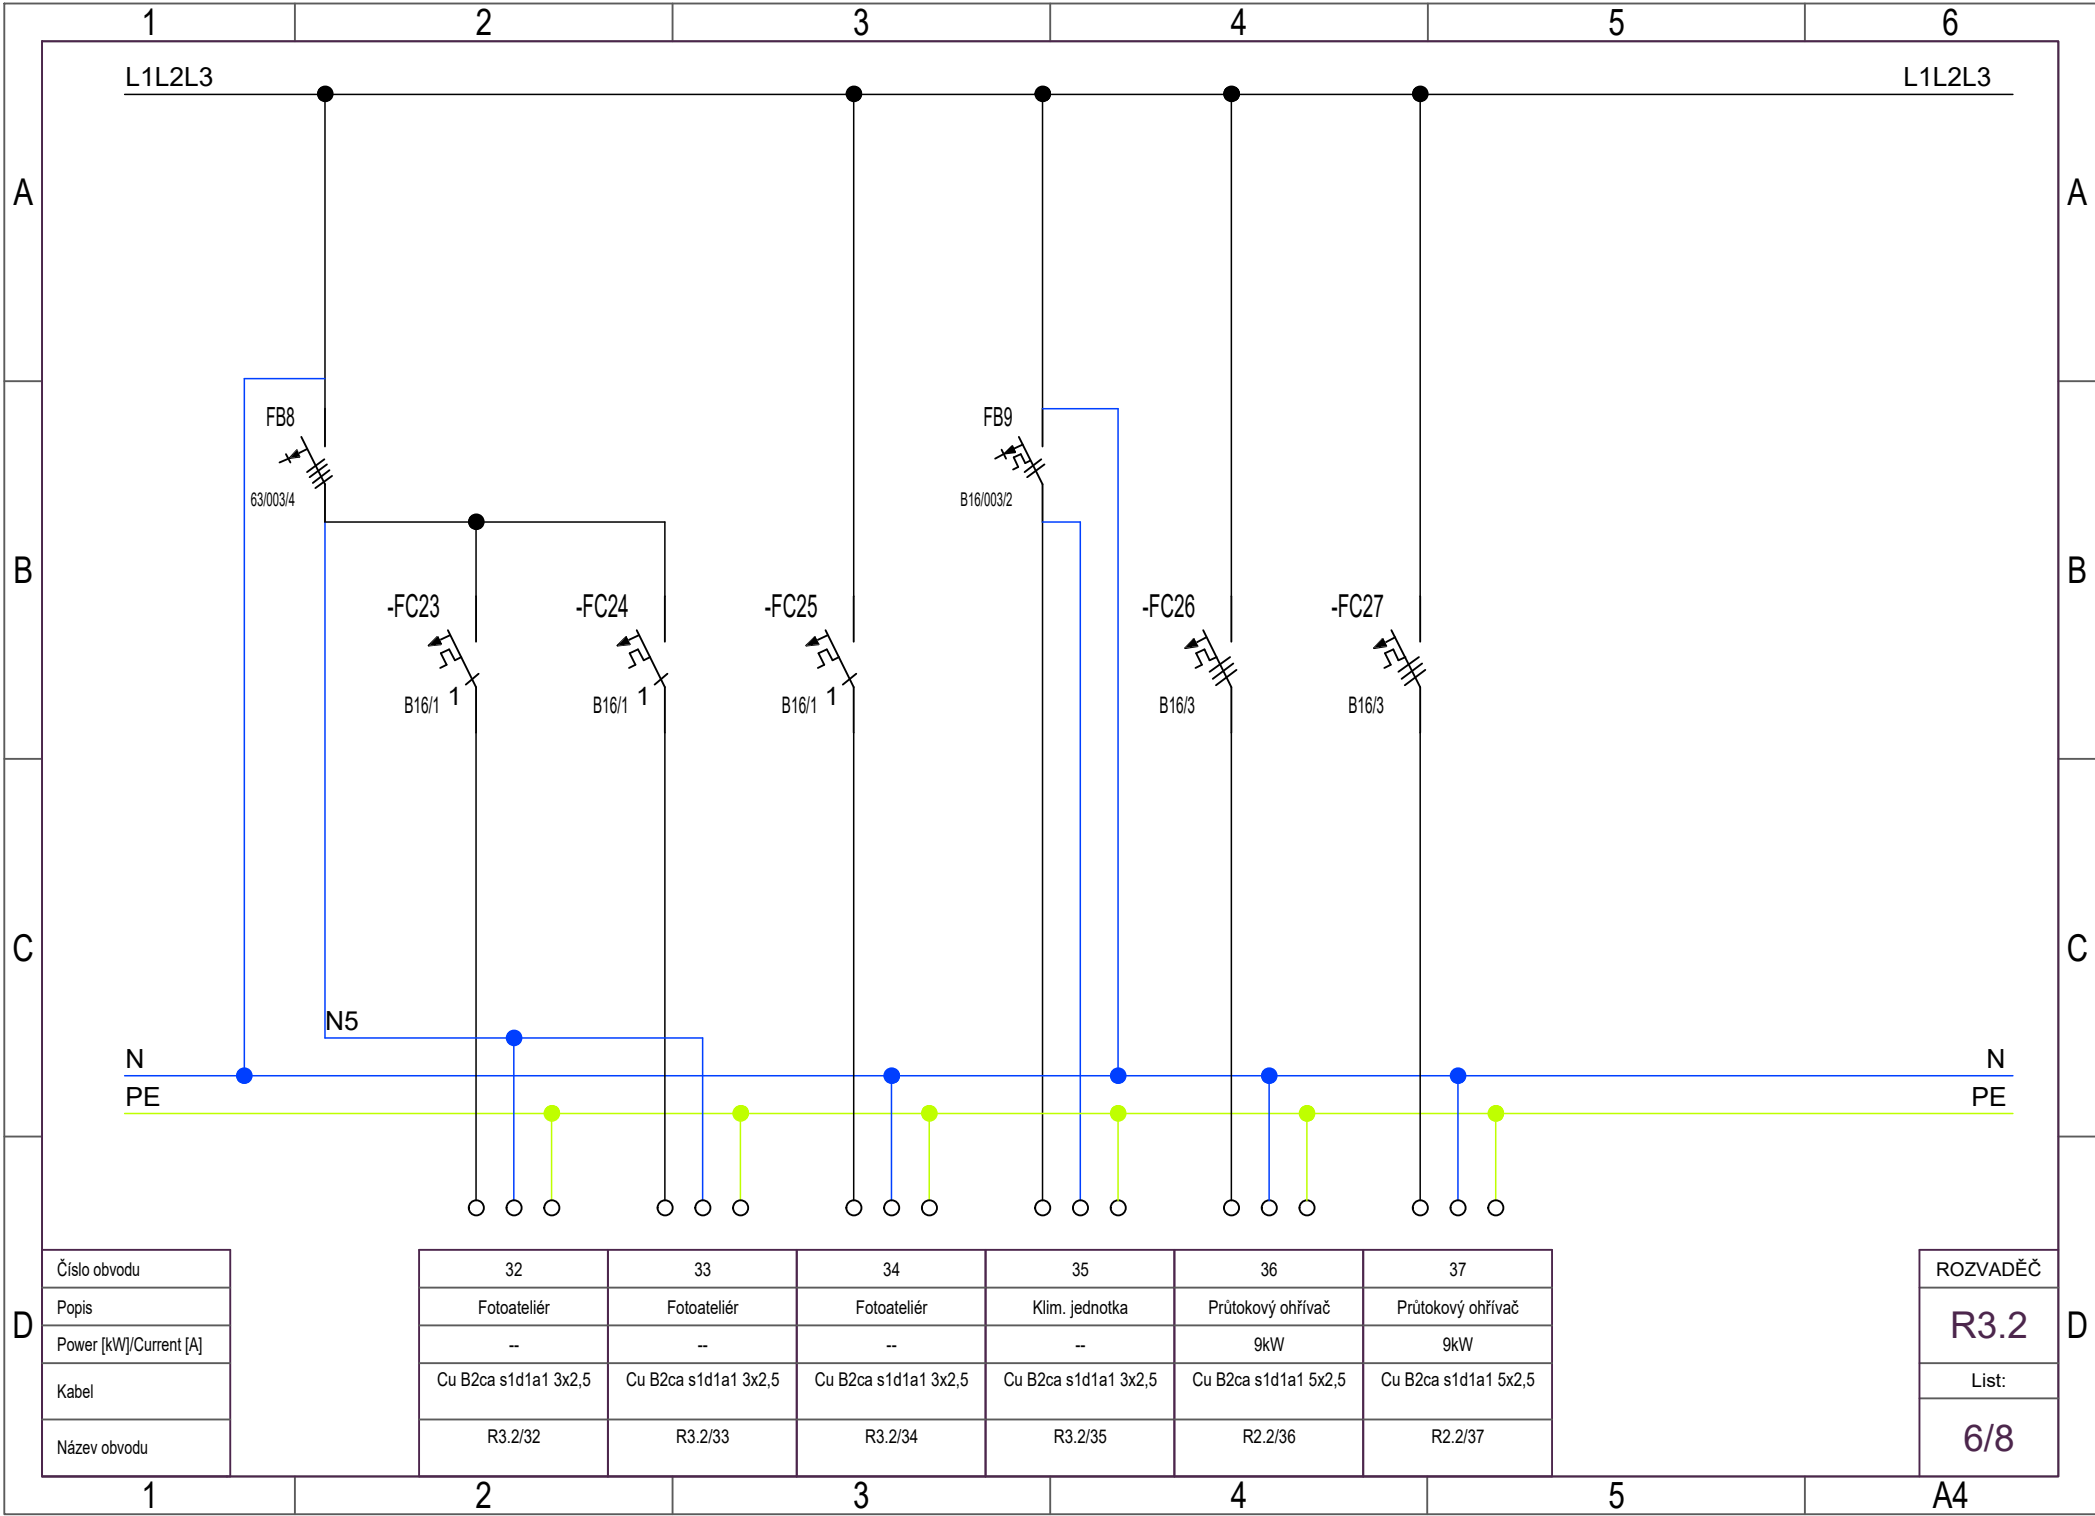 1 2 3 4 5 6
L1L2L3 L1L2L3
A A
FB8 FB9
63/003/4 B16/003/2
B B
-FC23 -FC24 -FC25 -FC26 -FC27
B16/1 1 B16/1 1 B16/1 1 B16/3 B16/3
C C
N5
N N
PE PE
Číslo obvodu 32 33 34 35 36 37 ROZVADĚČ
Popis Fotoateliér Fotoateliér Fotoateliér Klim. jednotka Průtokový ohřívač Průtokový ohřívač
D R3.2 D
Power [kW]/Current [A] -- -- -- -- 9kW 9kW
Kabel Cu B2ca s1d1a1 3x2,5 Cu B2ca s1d1a1 3x2,5 Cu B2ca s1d1a1 3x2,5 Cu B2ca s1d1a1 3x2,5 Cu B2ca s1d1a1 5x2,5 Cu B2ca s1d1a1 5x2,5 List:
Název obvodu R3.2/32 R3.2/33 R3.2/34 R3.2/35 R2.2/36 R2.2/37 6/8
1 2 3 4 5 A4